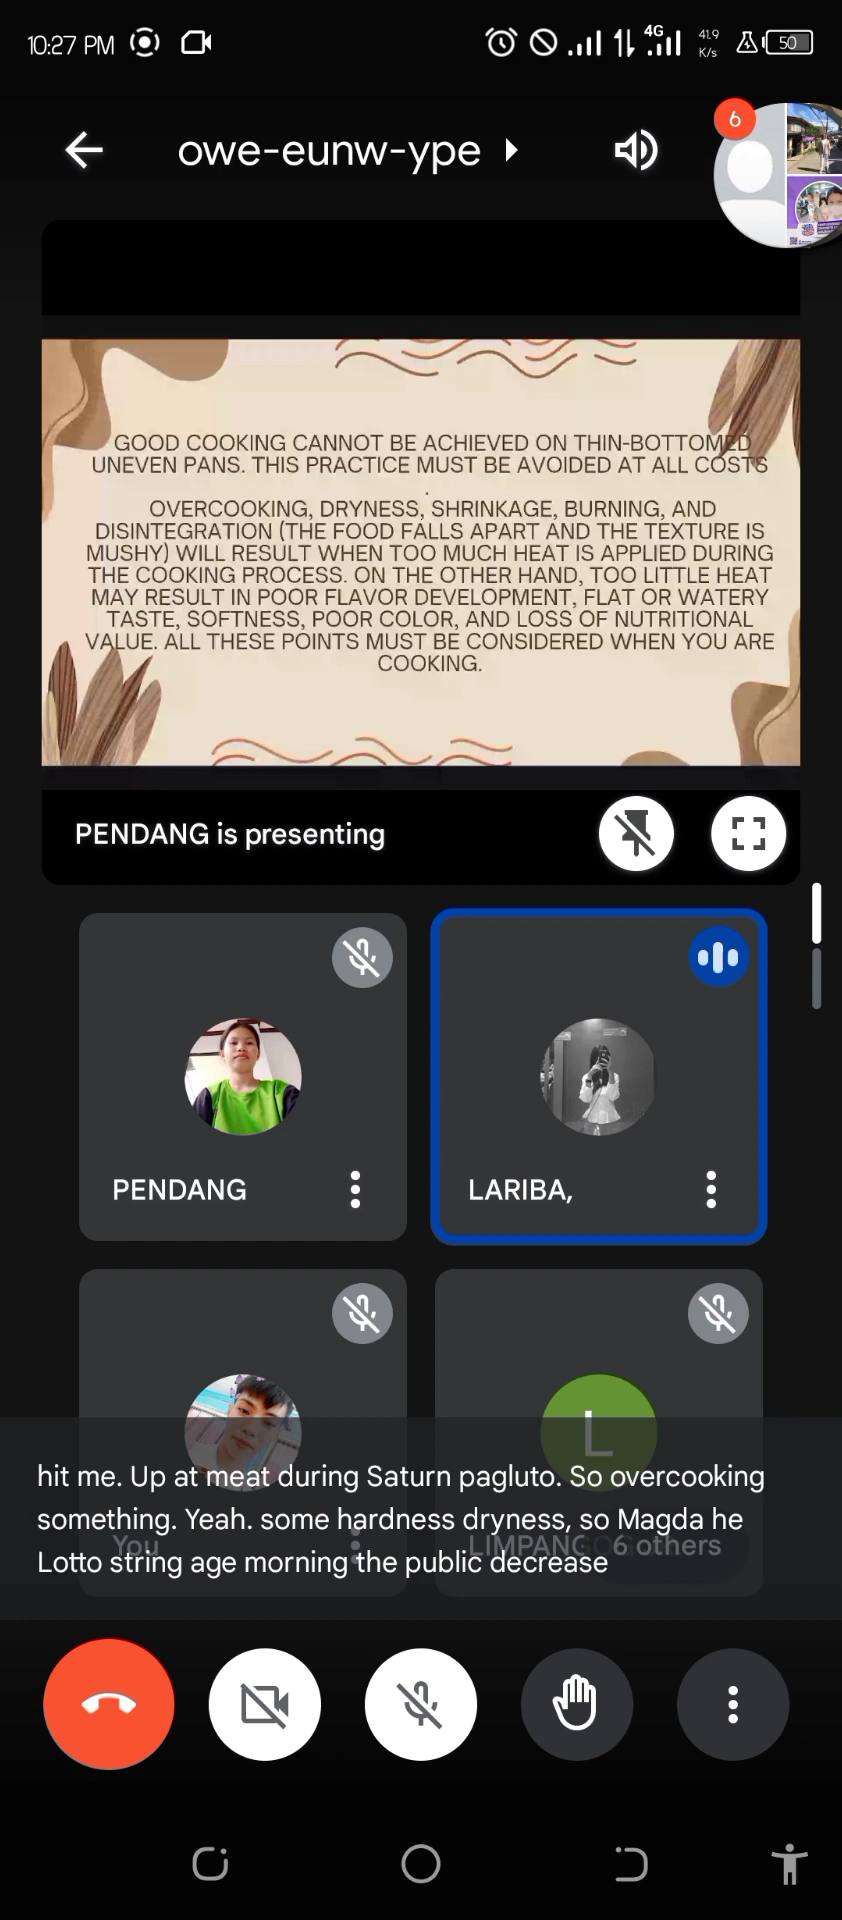 10:27 PM
4G
41.9
K/s
50
owe-eunw-ype
6
GOOD COOKING CANNOT BE ACHIEVED ON THIN-BOTTOMED
UNEVEN PANS. THIS PRACTICE MUST BE AVOIDED AT ALL COSTS
.
OVERCOOKING, DRYNESS, SHRINKAGE, BURNING, AND
DISINTEGRATION (THE FOOD FALLS APART AND THE TEXTURE IS
MUSHY) WILL RESULT WHEN TOO MUCH HEAT IS APPLIED DURING
THE COOKING PROCESS. ON THE OTHER HAND, TOO LITTLE HEAT
MAY RESULT IN POOR FLAVOR DEVELOPMENT, FLAT OR WATERY
TASTE, SOFTNESS, POOR COLOR, AND LOSS OF NUTRITIONAL
VALUE. ALL THESE POINTS MUST BE CONSIDERED WHEN YOU ARE
COOKING.
PENDANG is presenting
PENDANG
LARIBA,
L
hit me. Up at meat during Saturn pagluto. So overcooking
something. Yeah. some hardness dryness, so Magda he
You
6 others
Lotto string age morning the public decrease